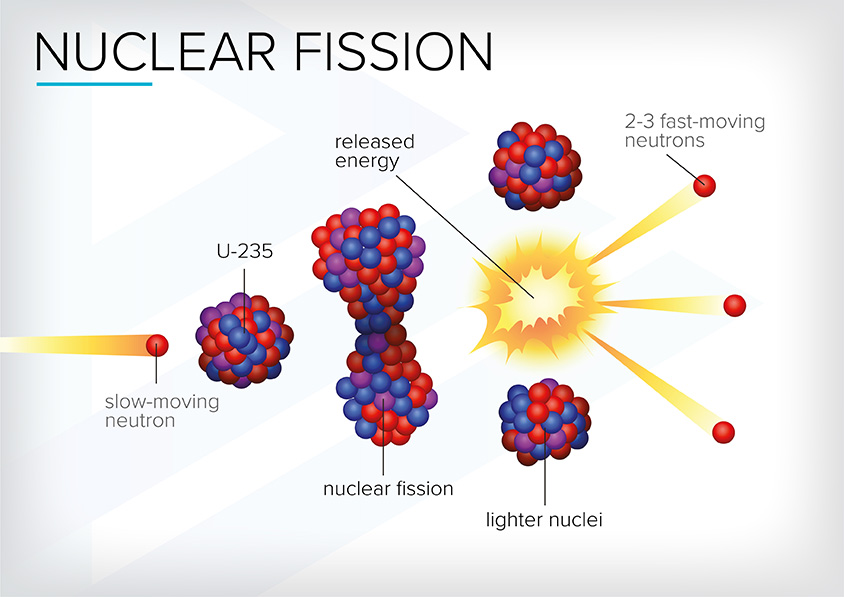 NUCLEAR FISSION
released
energy
2-3 fast-moving
neutrons
U-235
slow-moving
neutron
nuclear fission
lighter nuclei